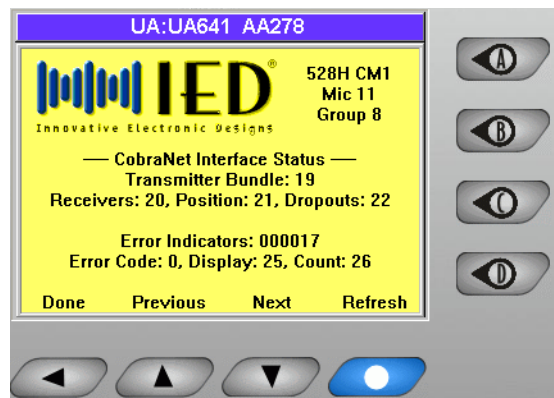 UA:UA641 AA278
IED®
Innovative Electronic Designs
528H CM1
Mic 11
Group 8
CobraNet Interface Status
Transmitter Bundle: 19
Receivers: 20, Position: 21, Dropouts: 22
Error Indicators: 000017
Error Code: 0, Display: 25, Count: 26
Done Previous Next Refresh
A
B
C
D